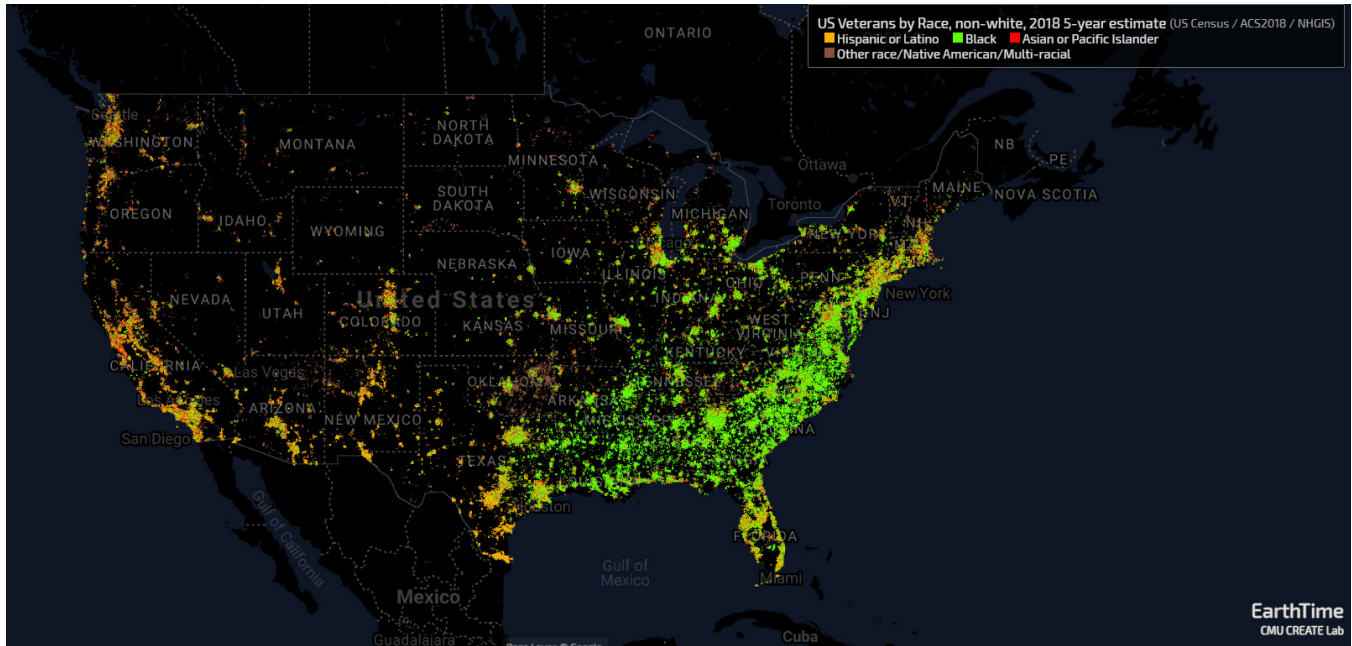 US Veterans by Race, non-white, 2018 5-year estimate (US Census / ACS2018 / NHGIS)
Hispanic or Latino Black Asian or Pacific Islander
Other race/Native American/Multi-racial
ONTARIO
Seattle
WASHINGTON
MONTANA
NORTH
DAKOTA
MINNESOTA
Ottawa
NB
PE
MAINE
NOVA SCOTIA
OREGON
IDAHO
WYOMING
SOUTH
DAKOTA
WISCONSIN
MICHIGAN
Toronto
VT
NH
NEW YORK
Chicago
NEBRASKA
IOWA
ILLINOIS
INDIANA
OHIO
PENN
New York
NJ
NEVADA
UTAH
United States
COLORADO
KANSAS
MISSOURI
WEST
VIRGINIA
KENTUCKY
CALIFORNIA
Las Vegas
OKLAHOMA
TENNESSEE
ARKANSAS
Los Angeles
ARIZONA
NEW MEXICO
MISSISSIPPI
San Diego
TEXAS
Houston
FLORIDA
Gulf of California
Gulf of
Mexico
Miami
Mexico
Cuba
Guadalajara
EarthTime
CMU CREATE Lab